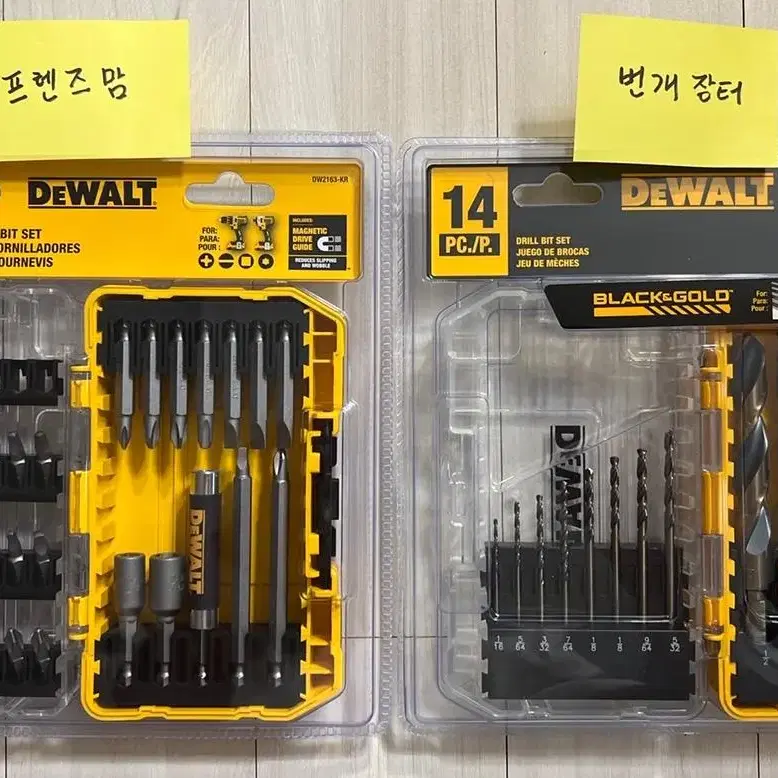 프렌즈맘
번개장터
DEWALT
DW2163-KR
BIT SET
FOR:
PARA:
POUR:
INCLUDES:
MAGNETIC
DRIVE
GUIDE
REDUCES SLIPPING
AND WOBBLE
14
PC./P.
DEWALT
DRILL BIT SET
JUEGO DE BROCAS
JEU DE MÈCHES
BLACK&GOLD™
For:
Para:
Pour:
DEWALT
DEWALT
1/16 5/64 3/32 7/64 1/8 1/8 9/64 5/32
1/2